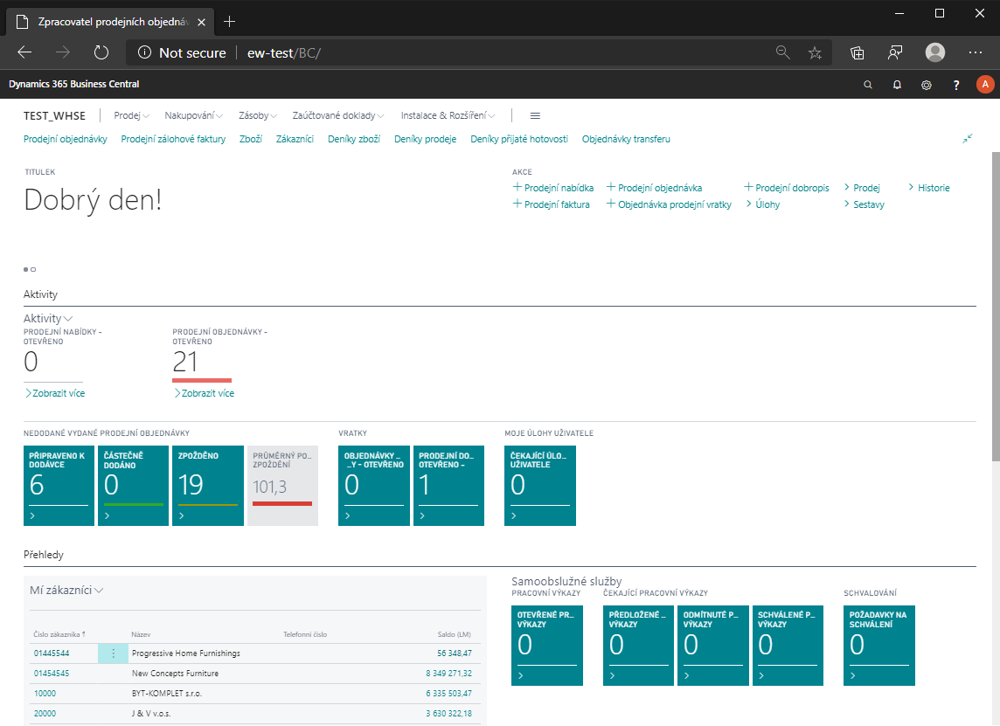 Zpracovatel prodejních objednáv
Not secure ew-test/BC/
Dynamics 365 Business Central
? A
TEST_WHSE Prodej Nakupování Zásoby Zaúčtované doklady Instalace & Rozšíření
Prodejní objednávky Prodejní zálohové faktury Zboží Zákazníci Deníky zboží Deníky prodeje Deníky přijaté hotovosti Objednávky transferu
TITULEK
Dobrý den!
AKCE
+ Prodejní nabídka + Prodejní objednávka + Prodejní dobropis > Prodej > Historie
+ Prodejní faktura + Objednávka prodejní vratky > Úlohy > Sestavy
Aktivity
Aktivity
PRODEJNÍ NABÍDKY -
OTEVŘENO
0
>Zobrazit více
PRODEJNÍ OBJEDNÁVKY -
OTEVŘENO
21
>Zobrazit více
NEDODANÉ VYDANÉ PRODEJNÍ OBJEDNÁVKY
PŘIPRAVENO K
DODÁVCE
6
ČÁSTEČNĚ
DODÁNO
0
ZPOŽDĚNO
19
PRŮMĚRNÝ PO...
ZPOŽDĚNÍ
101,3
VRATKY
OBJEDNÁVKY ...
...Y - OTEVŘENO
0
PRODEJNÍ DO...
OTEVŘENO -
1
MOJE ÚLOHY UŽIVATELE
ČEKAJÍCÍ ÚLO...
UŽIVATELE
0
Přehledy
Mí zákazníci
Číslo zákazníka ↑ Název Telefonní číslo Saldo (LM)
01445544 Progressive Home Furnishings 56 348,47
01454545 New Concepts Furniture 8 349 271,32
10000 BYT-KOMPLET s.r.o. 6 335 503,47
20000 J & V v.o.s. 3 630 322,18
Samoobslužné služby
PRACOVNÍ VÝKAZY
OTEVŘENÉ PR...
VÝKAZY
0
ČEKAJÍCÍ PRACOVNÍ VÝKAZY
PŘEDLOŽENÉ ...
VÝKAZY
0
ODMÍTNUTÉ P...
VÝKAZY
0
SCHVÁLENÉ P...
VÝKAZY
0
SCHVALOVÁNÍ
POŽADAVKY NA
SCHVÁLENÍ
0